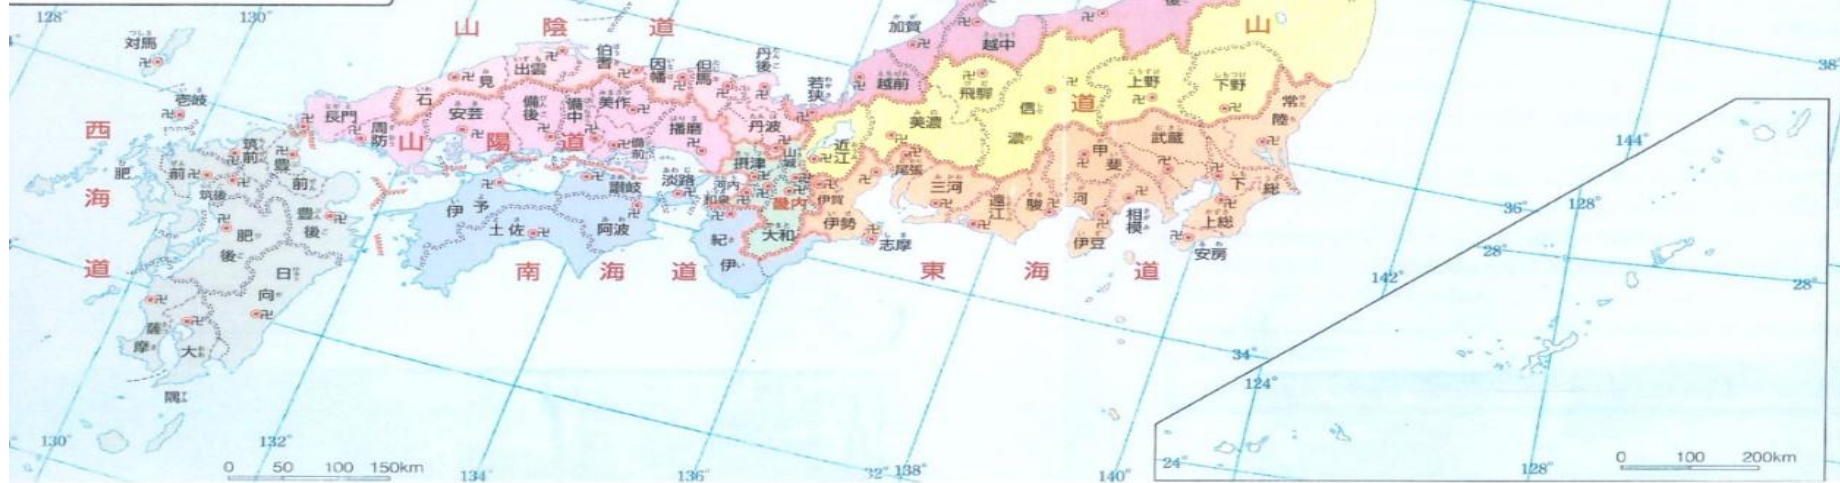 128°
130°
山陰道
対馬
壱岐
西海道
肥前
筑前
筑後
豊前
豊後
肥後
日向
薩摩
大隅
長門
周防
石見
出雲
伯耆
因幡
但馬
丹後
丹波
若狭
安芸
備後
備中
美作
備前
播磨
山陽道
伊予
土佐
讃岐
阿波
淡路
紀伊
南海道
摂津
河内
和泉
山城
畿内
大和
加賀
越中
越前
飛騨
美濃
近江
信濃
上野
下野
山
道
常陸
武蔵
甲斐
尾張
三河
遠江
駿河
伊賀
伊勢
志摩
伊豆
相模
下総
上総
安房
東海道
38°
144°
36°
128°
28°
142°
28°
34°
124°
130°
132°
134°
136°
32°
138°
140°
24°
128°
0 50 100 150km
0 100 200km